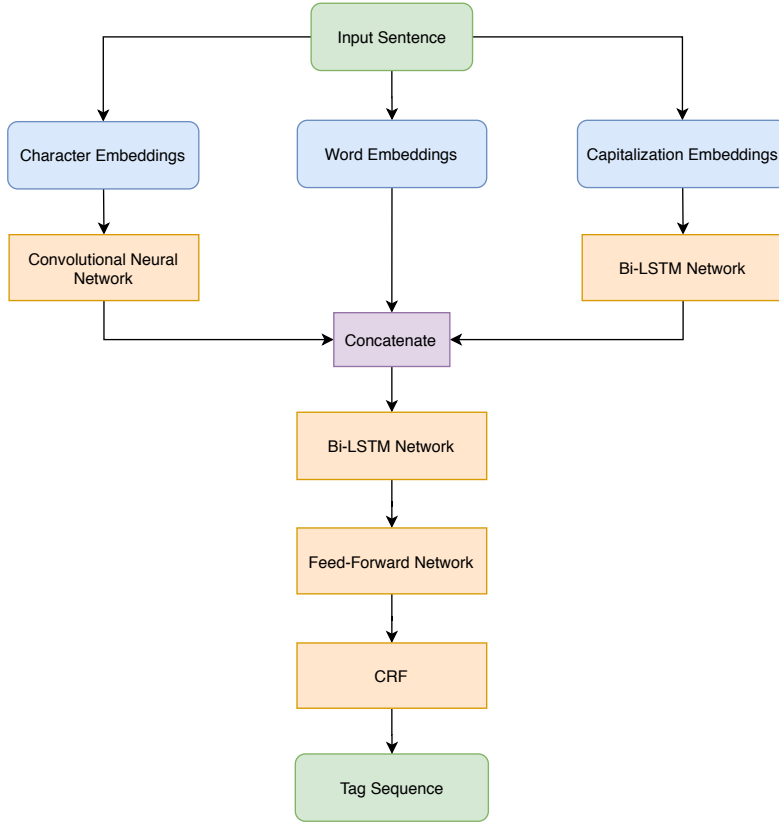 Input Sentence
Character Embeddings
Word Embeddings
Capitalization Embeddings
Convolutional Neural
Network
Bi-LSTM Network
Concatenate
Bi-LSTM Network
Feed-Forward Network
CRF
Tag Sequence